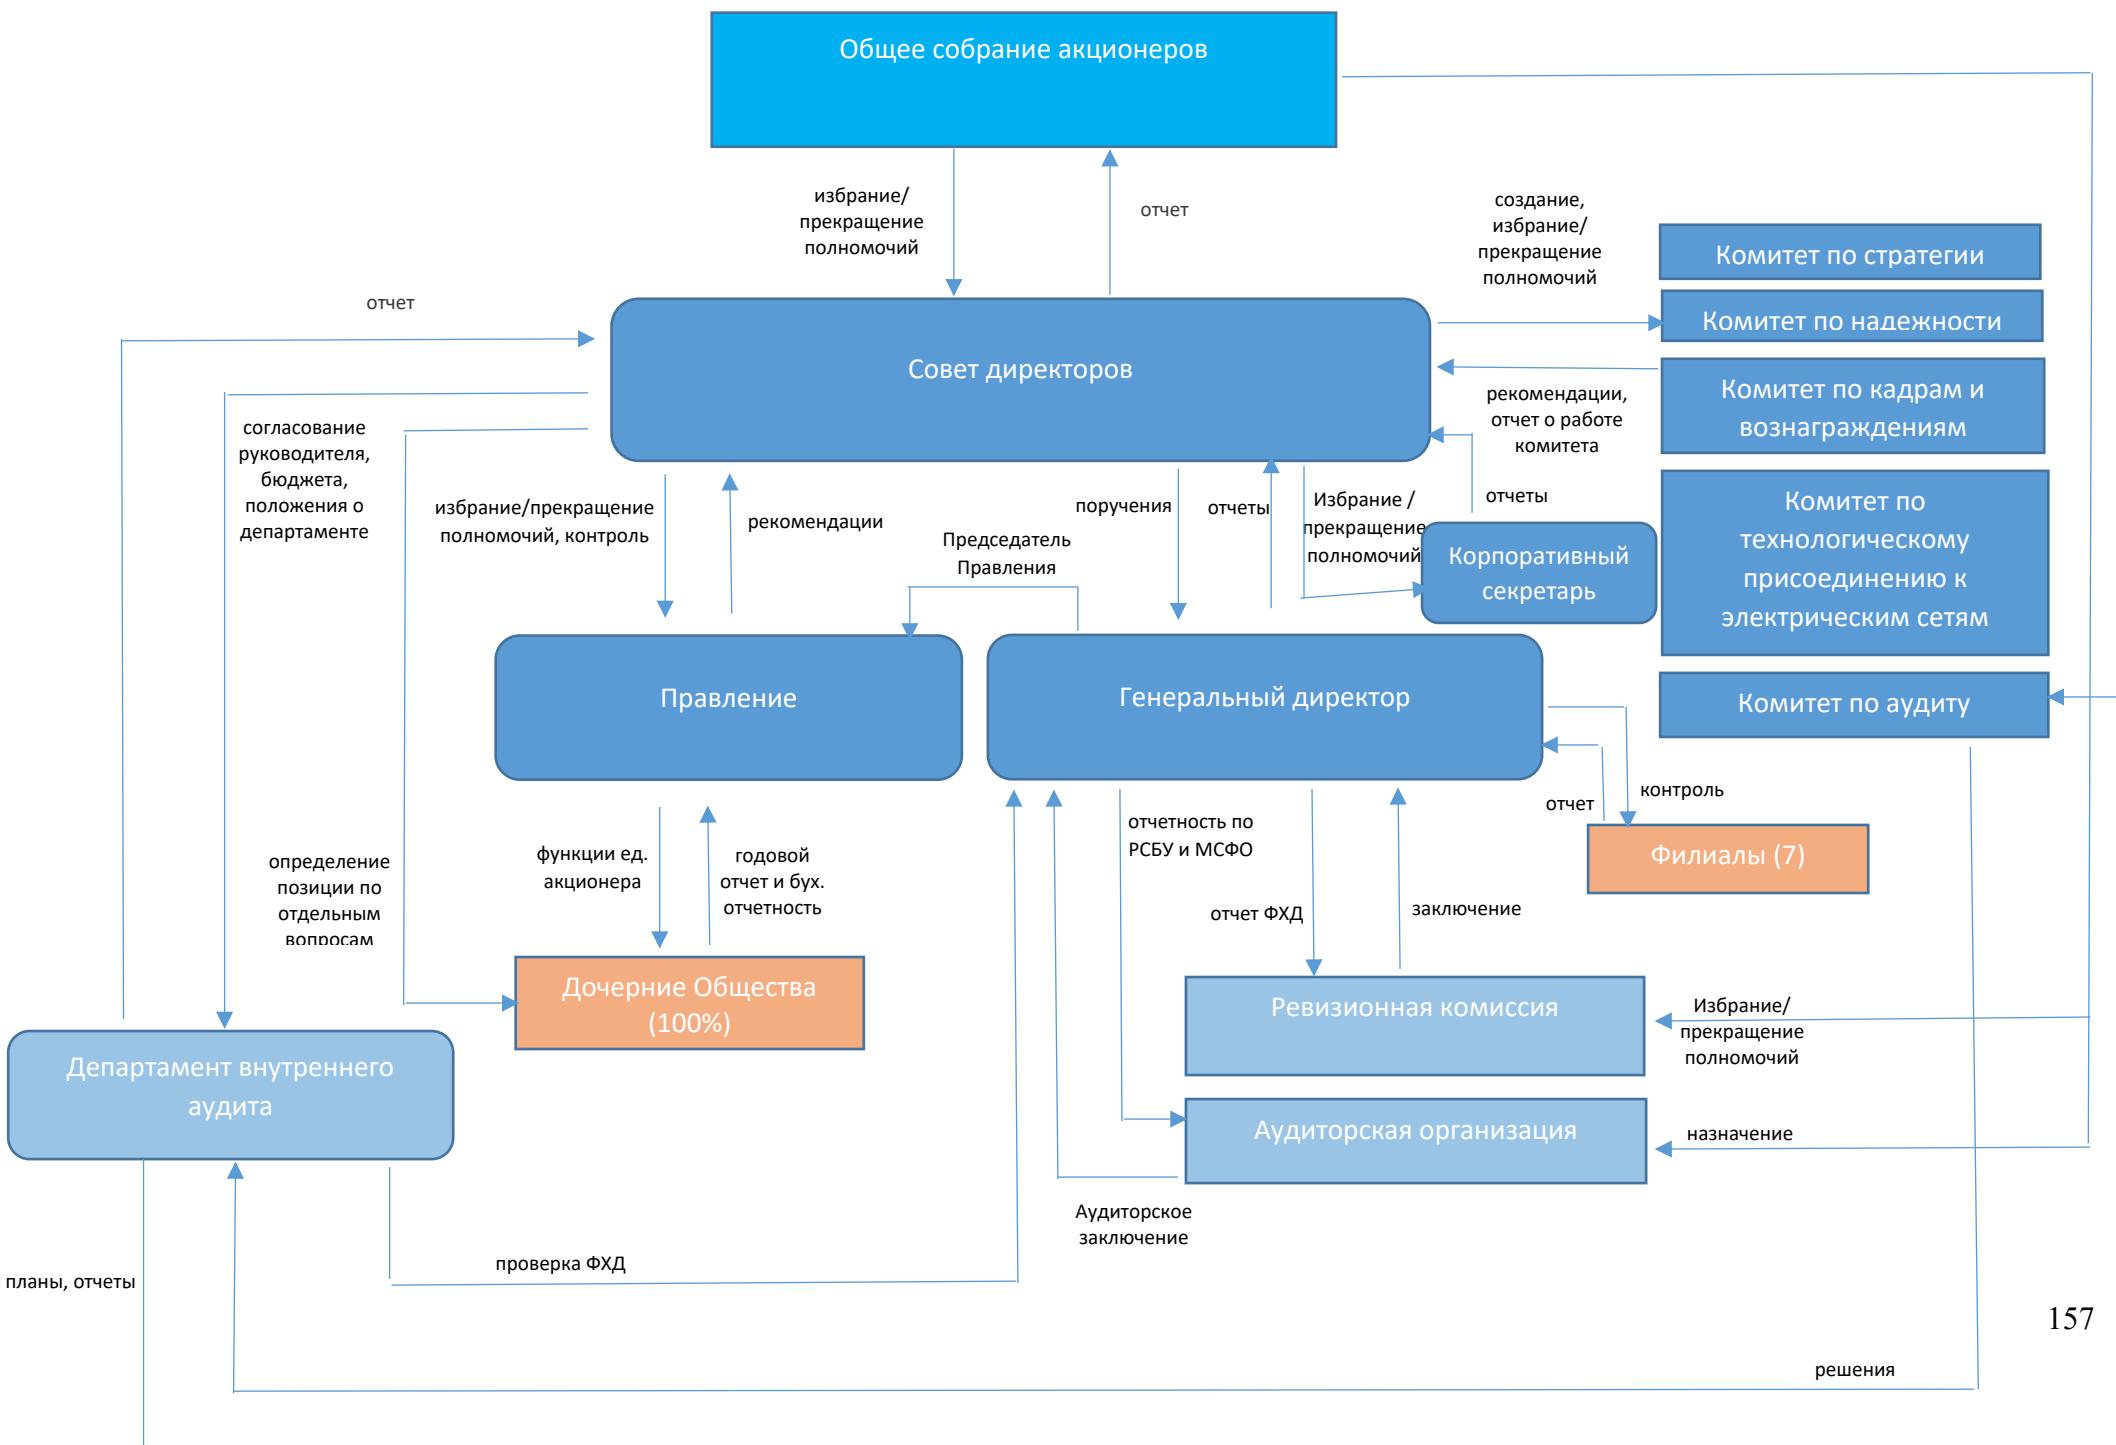 Общее собрание акционеров
избрание/
прекращение
полномочий
отчет
создание,
избрание/
прекращение
полномочий
Комитет по стратегии
отчет
Комитет по надежности
Совет директоров
Комитет по кадрам и
вознаграждениям
рекомендации,
отчет о работе
комитета
согласование
руководителя,
бюджета,
положения о
департаменте
избрание/прекращение
полномочий, контроль
рекомендации
поручения
отчеты
Избрание /
прекращение
полномочий
отчеты
Комитет по
технологическому
присоединению к
электрическим сетям
Председатель
Правления
Корпоративный
секретарь
Правление
Генеральный директор
Комитет по аудиту
отчет
контроль
Филиалы (7)
определение
позиции по
отдельным
вопросам
функции ед.
акционера
годовой
отчет и бух.
отчетность
отчетность по
РСБУ и МСФО
отчет ФХД
заключение
Дочерние Общества
(100%)
Ревизионная комиссия
Избрание/
прекращение
полномочий
Департамент внутреннего
аудита
Аудиторская организация
назначение
Аудиторское
заключение
проверка ФХД
планы, отчеты
157
решения